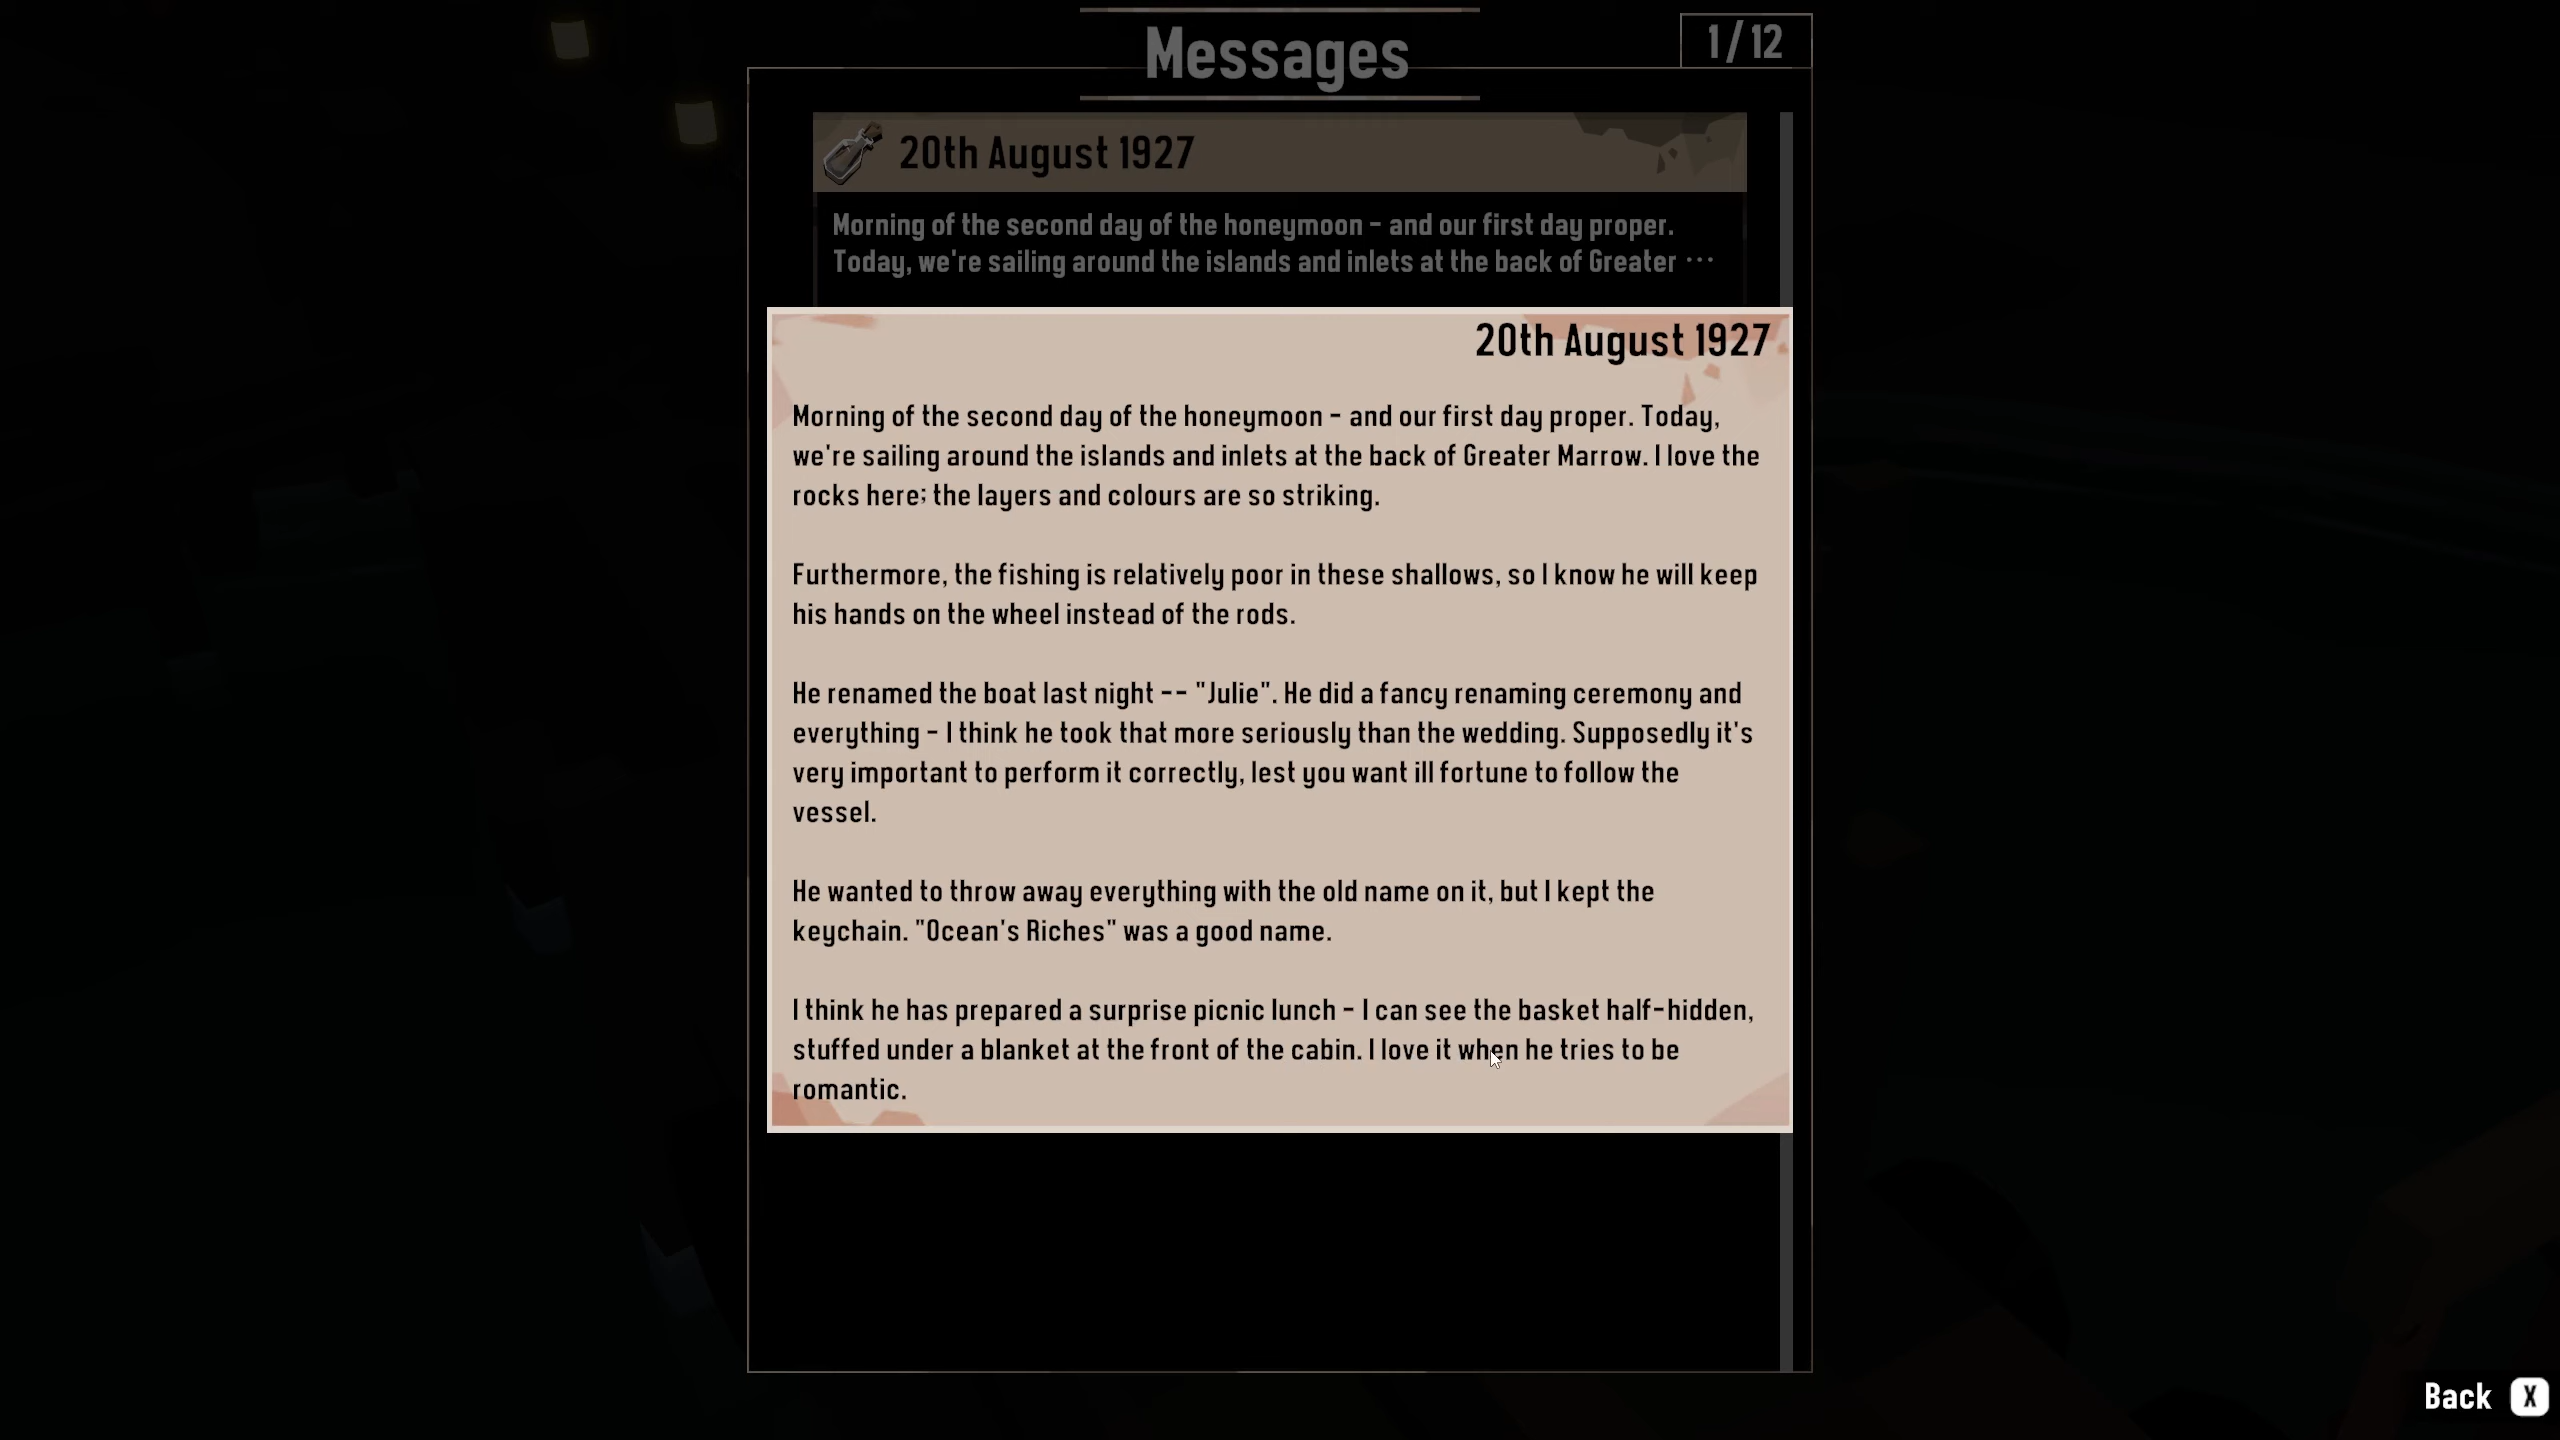 Messages
1/12
20th August 1927
Morning of the second day of the honeymoon - and our first day proper.
Today, we're sailing around the islands and inlets at the back of Greater ...
20th August 1927
Morning of the second day of the honeymoon - and our first day proper. Today,
we're sailing around the islands and inlets at the back of Greater Marrow. I love the
rocks here; the layers and colours are so striking.
Furthermore, the fishing is relatively poor in these shallows, so I know he will keep
his hands on the wheel instead of the rods.
He renamed the boat last night -- "Julie". He did a fancy renaming ceremony and
everything - I think he took that more seriously than the wedding. Supposedly it's
very important to perform it correctly, lest you want ill fortune to follow the
vessel.
He wanted to throw away everything with the old name on it, but I kept the
keychain. "Ocean's Riches" was a good name.
I think he has prepared a surprise picnic lunch - I can see the basket half-hidden,
stuffed under a blanket at the front of the cabin. I love it when he tries to be
romantic.
Back X